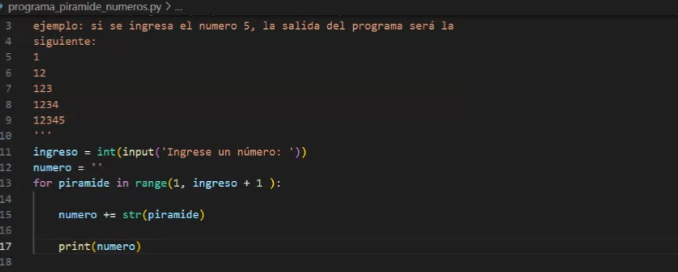 programa_piramide_numeros.py > ...
3 ejemplo: si se ingresa el numero 5, la salida del programa será la
4 siguiente:
5 1
6 12
7 123
8 1234
9 12345
10 '''
11 ingreso = int(input('Ingrese un número: '))
12 numero = ''
13 for piramide in range(1, ingreso + 1 ):
14
15 numero += str(piramide)
16
17 print(numero)
18